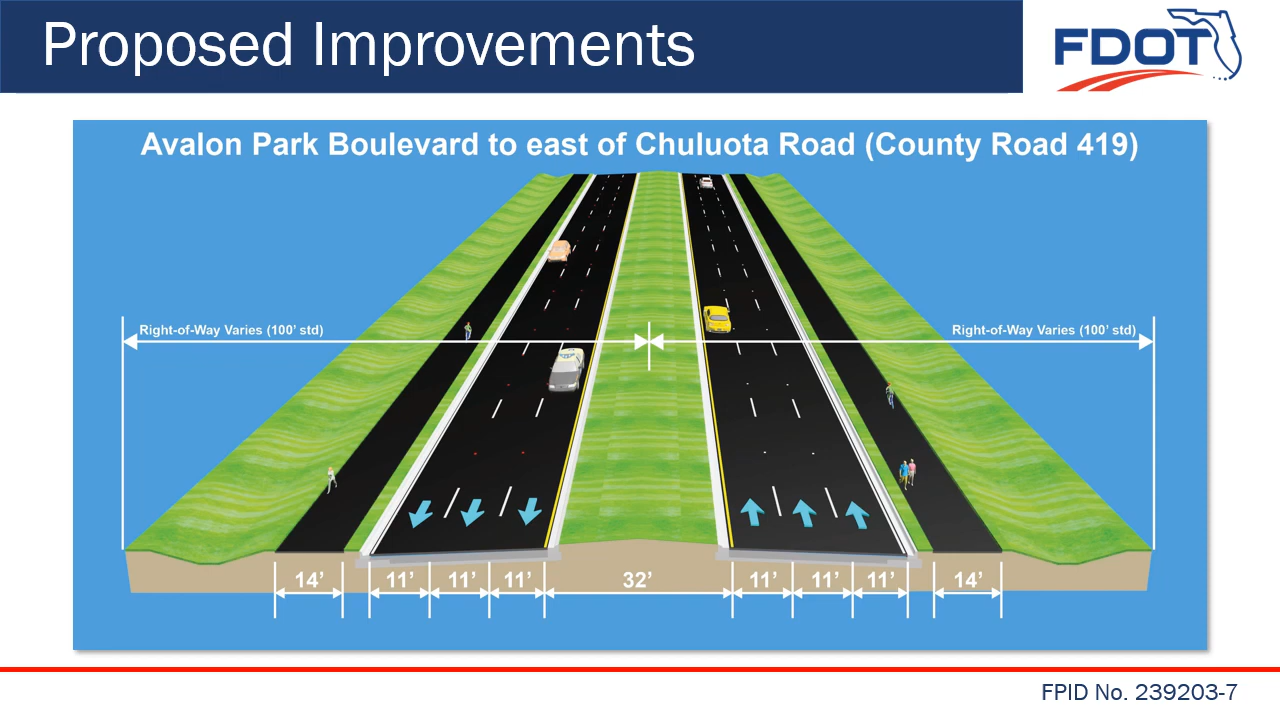 Proposed Improvements
FDOT
Avalon Park Boulevard to east of Chuluota Road (County Road 419)
Right-of-Way Varies (100’ std)
Right-of-Way Varies (100’ std)
14’ 11’ 11’ 11’ 32’ 11’ 11’ 11’ 14’
FPID No. 239203-7